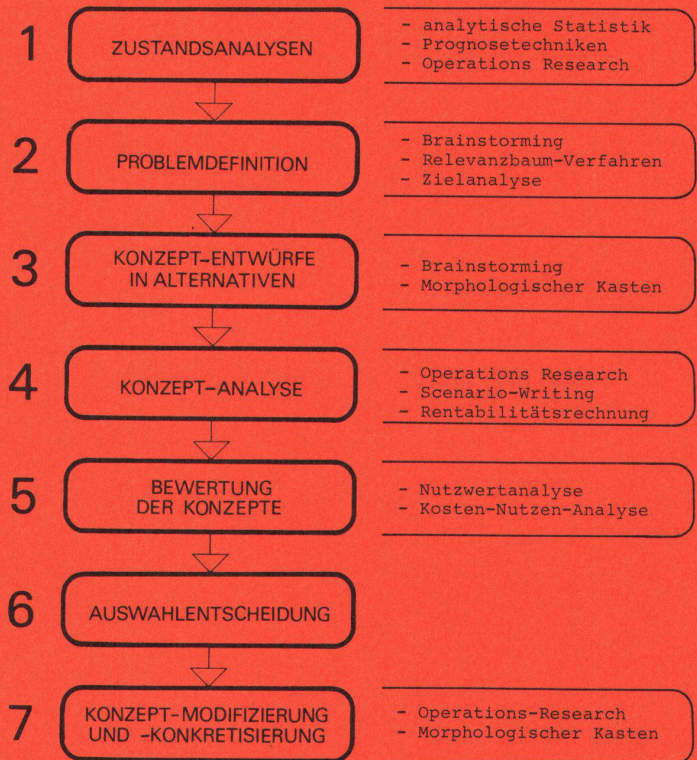 1
ZUSTANDSANALYSEN
- analytische Statistik
- Prognosetechniken
- Operations Research
2
PROBLEMDEFINITION
- Brainstorming
- Relevanzbaum-Verfahren
- Zielanalyse
3
KONZEPT-ENTWÜRFE
IN ALTERNATIVEN
- Brainstorming
- Morphologischer Kasten
4
KONZEPT-ANALYSE
- Operations Research
- Scenario-Writing
- Rentabilitätsrechnung
5
BEWERTUNG
DER KONZEPTE
- Nutzwertanalyse
- Kosten-Nutzen-Analyse
6
AUSWAHLENTSCHEIDUNG
7
KONZEPT-MODIFIZIERUNG
UND -KONKRETISIERUNG
- Operations-Research
- Morphologischer Kasten